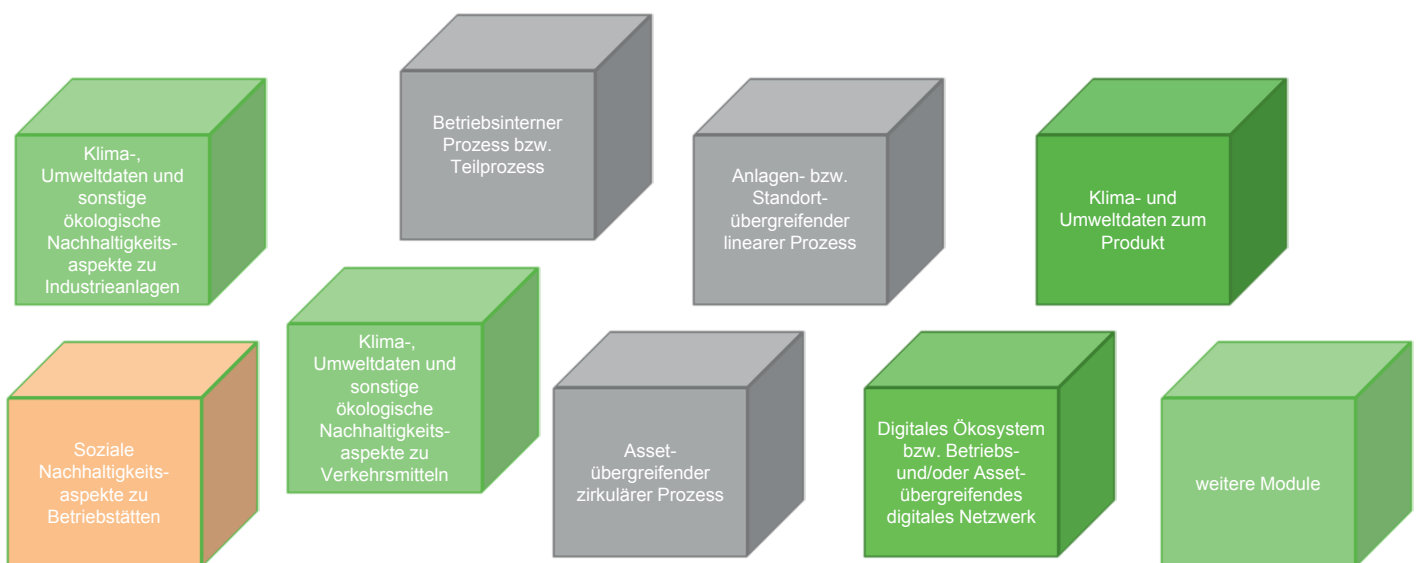 Klima-,
Umweltdaten und
sonstige
ökologische
Nachhaltigkeits-
aspekte zu
Industrieanlagen
Betriebsinterner
Prozess bzw.
Teilprozess
Anlagen- bzw.
Standort-
übergreifender
linearer Prozess
Klima- und
Umweltdaten zum
Produkt
Soziale
Nachhaltigkeits-
aspekte zu
Betriebstätten
Klima-,
Umweltdaten und
sonstige
ökologische
Nachhaltigkeits-
aspekte zu
Verkehrsmitteln
Asset-
übergreifender
zirkulärer Prozess
Digitales Ökosystem
bzw. Betriebs-
und/oder Asset-
übergreifendes
digitales Netzwerk
weitere Module